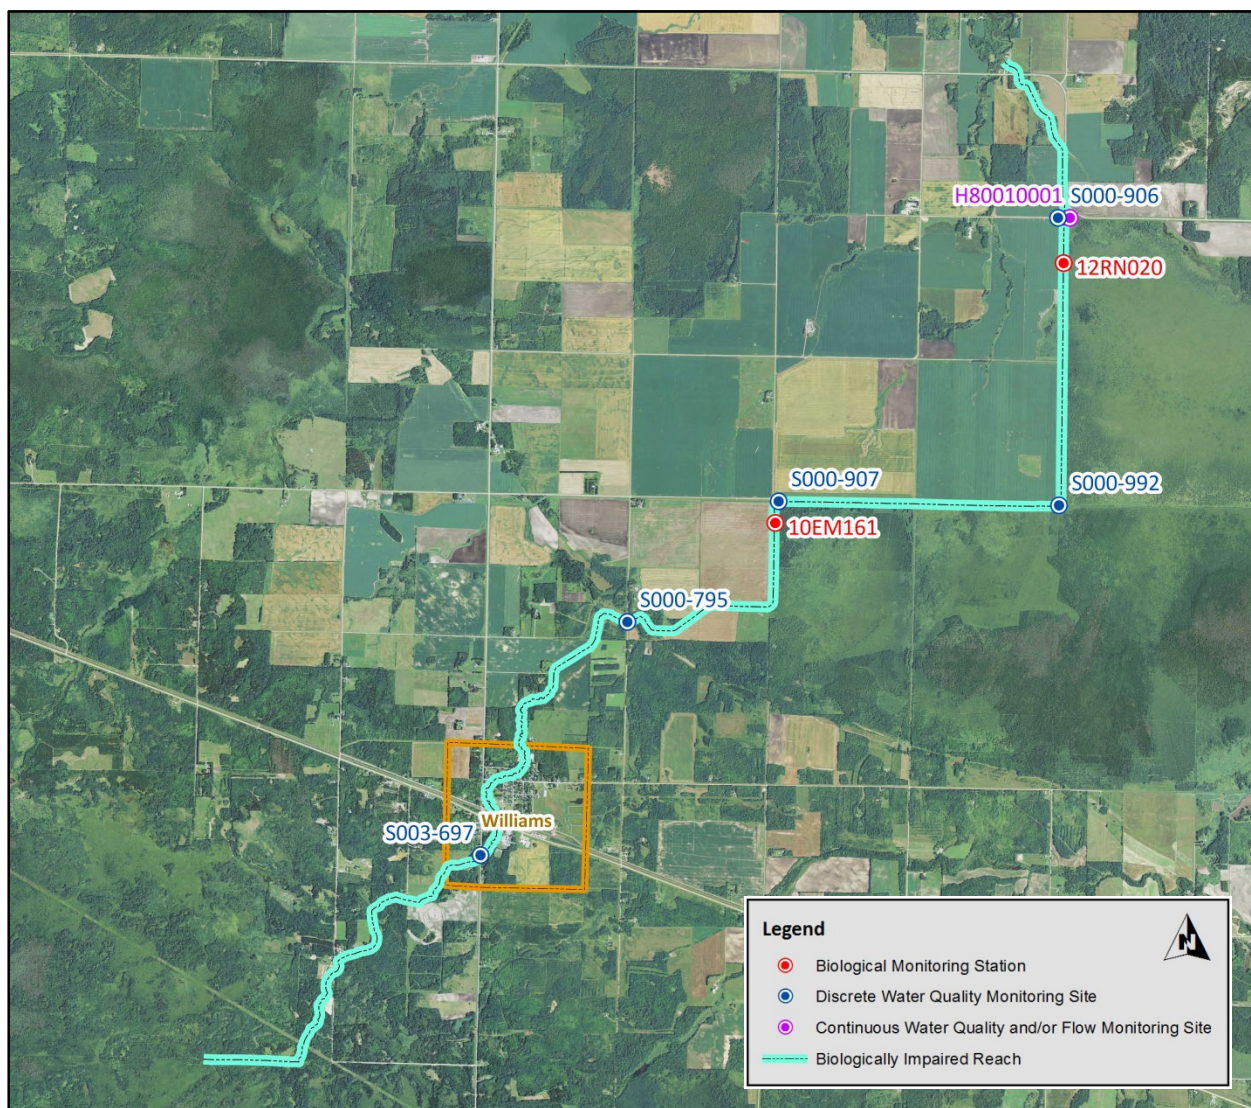 H80010001 S000-906
12RN020
S000-907
S000-992
10EM161
S000-795
Williams
S003-697
Legend
N
Biological Monitoring Station
Discrete Water Quality Monitoring Site
Continuous Water Quality and/or Flow Monitoring Site
Biologically Impaired Reach